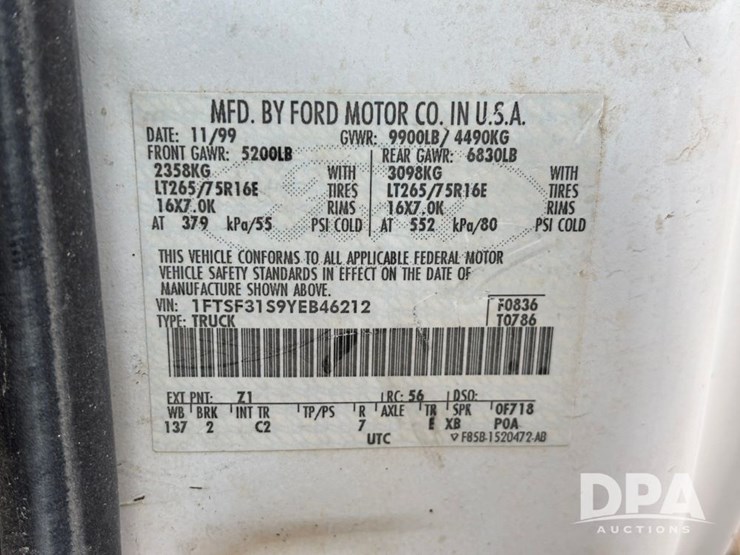 MFD. BY FORD MOTOR CO. IN U.S.A.
DATE: 11/99 GVWR: 9900LB/ 4490KG
FRONT GAWR: 5200LB REAR GAWR: 6830LB
2358KG WITH 3098KG WITH
LT265/75R16E TIRES LT265/75R16E TIRES
16X7.0K RIMS 16X7.0K RIMS
AT 379 kPa/55 PSI COLD AT 552 kPa/80 PSI COLD
THIS VEHICLE CONFORMS TO ALL APPLICABLE FEDERAL MOTOR
VEHICLE SAFETY STANDARDS IN EFFECT ON THE DATE OF
MANUFACTURE SHOWN ABOVE.
VIN: 1FTSF31S9YEB46212 F0836
TYPE: TRUCK T0786
EXT PNT: Z1 RC: 56 DSO:
WB BRK INT TR TP/PS R AXLE TR SPR 0F718
137 2 C2 7 E XB P0A
UTC F85B-1520472-AB
DPA
AUCTIONS